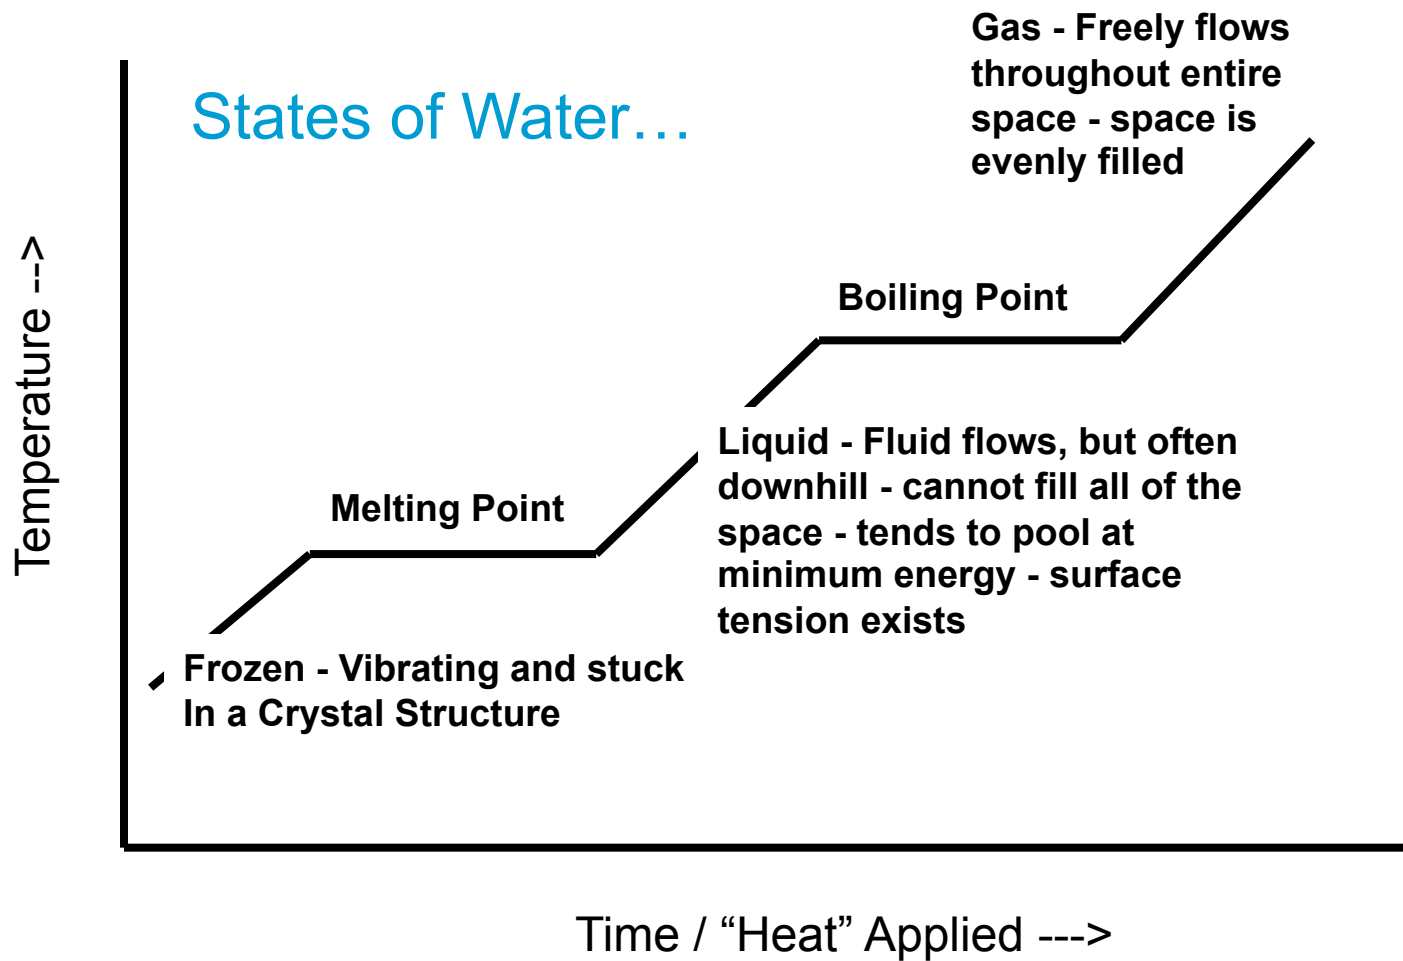 Gas - Freely flows
throughout entire
space - space is
evenly filled
States of Water…
Temperature -->
Boiling Point
Liquid - Fluid flows, but often
downhill - cannot fill all of the
space - tends to pool at
minimum energy - surface
tension exists
Melting Point
Frozen - Vibrating and stuck
In a Crystal Structure
Time / “Heat” Applied --->